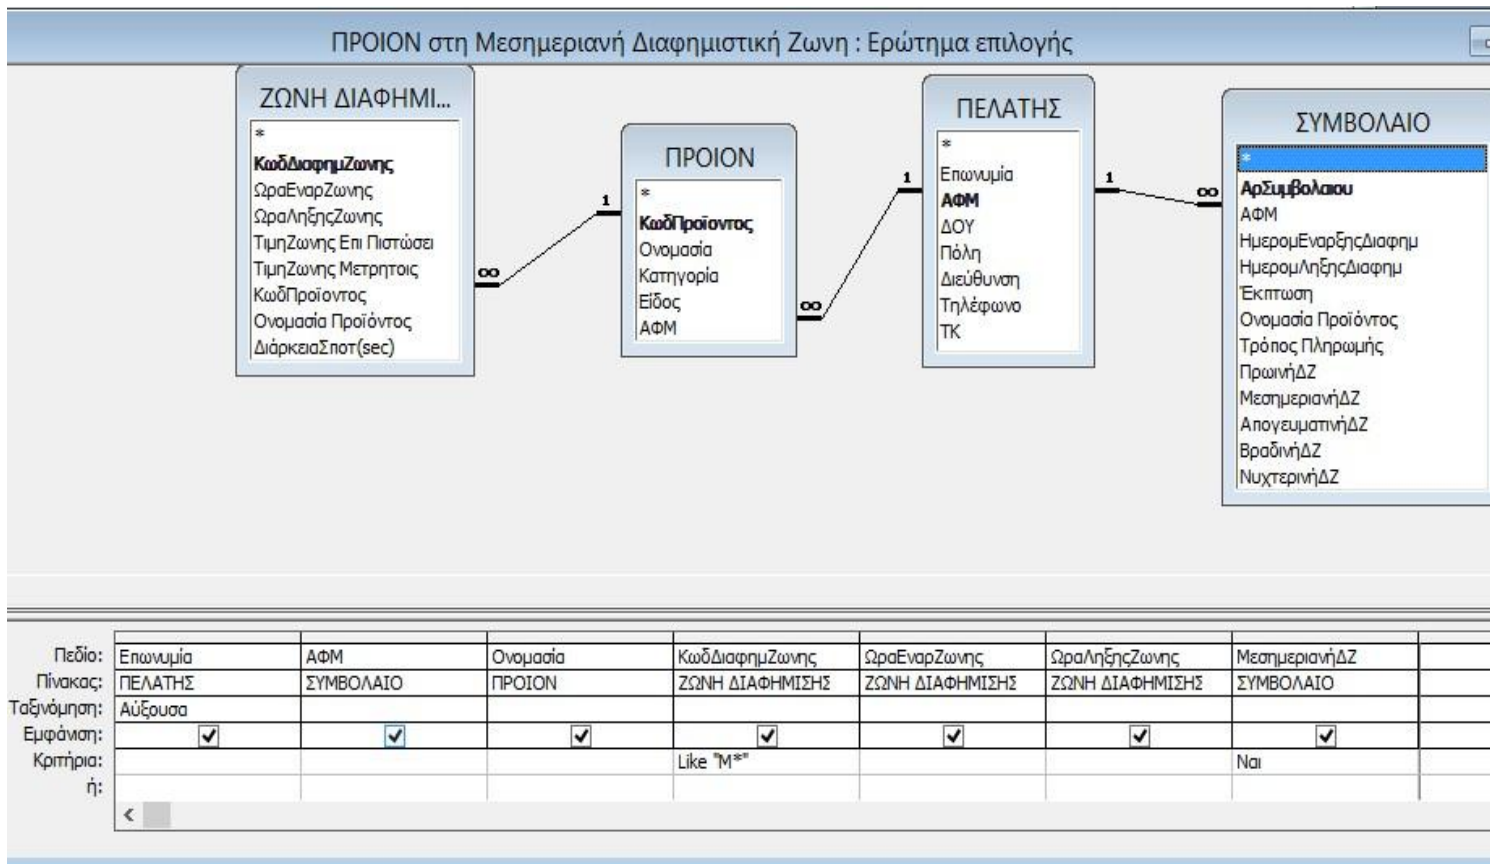 ΠΡΟΙΟΝ στη Μεσημεριανή Διαφημιστική Ζωνη : Ερώτημα επιλογής
ΖΩΝΗ ΔΙΑΦΗΜΙ...
*
ΚωδΔιαφημΖωνης
ΩραΕναρΖωνης
ΩραΛηξηςΖωνης
ΤιμηΖωνης Επι Πιστώσει
ΤιμηΖωνης Μετρητοις
ΚωδΠροϊοντος
Ονομασία Προϊόντος
ΔιάρκειαΣποτ(sec)
∞
1
ΠΡΟΙΟΝ
*
ΚωδΠροϊοντος
Ονομασία
Κατηγορία
Είδος
ΑΦΜ
∞
1
ΠΕΛΑΤΗΣ
*
Επωνυμία
ΑΦΜ
ΔΟΥ
Πόλη
Διεύθυνση
Τηλέφωνο
ΤΚ
1
∞
ΣΥΜΒΟΛΑΙΟ
*
ΑρΣυμβολαιου
ΑΦΜ
ΗμερομΕναρξηςΔιαφημ
ΗμερομΛηξηςΔιαφημ
Έκπτωση
Ονομασία Προϊόντος
Τρόπος Πληρωμής
ΠρωινήΔΖ
ΜεσημεριανήΔΖ
ΑπογευματινήΔΖ
ΒραδινήΔΖ
ΝυχτερινήΔΖ
Πεδίο: Επωνυμία ΑΦΜ Ονομασία ΚωδΔιαφημΖωνης ΩραΕναρΖωνης ΩραΛηξηςΖωνης ΜεσημεριανήΔΖ
Πίνακας: ΠΕΛΑΤΗΣ ΣΥΜΒΟΛΑΙΟ ΠΡΟΙΟΝ ΖΩΝΗ ΔΙΑΦΗΜΙΣΗΣ ΖΩΝΗ ΔΙΑΦΗΜΙΣΗΣ ΖΩΝΗ ΔΙΑΦΗΜΙΣΗΣ ΣΥΜΒΟΛΑΙΟ
Ταξινόμηση: Αύξουσα
Εμφάνιση:
Κριτήρια: Like "Μ*" Ναι
ή: